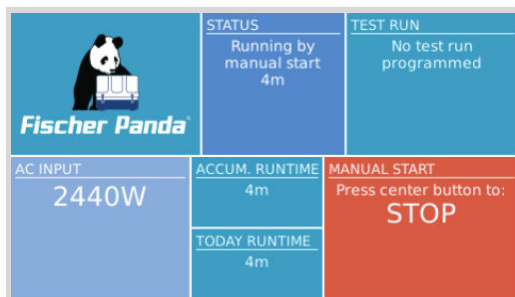 Fischer Panda
STATUS
Running by
manual start
4m
TEST RUN
No test run
programmed
AC INPUT
2440W
ACCUM. RUNTIME
4m
TODAY RUNTIME
4m
MANUAL START
Press center button to:
STOP